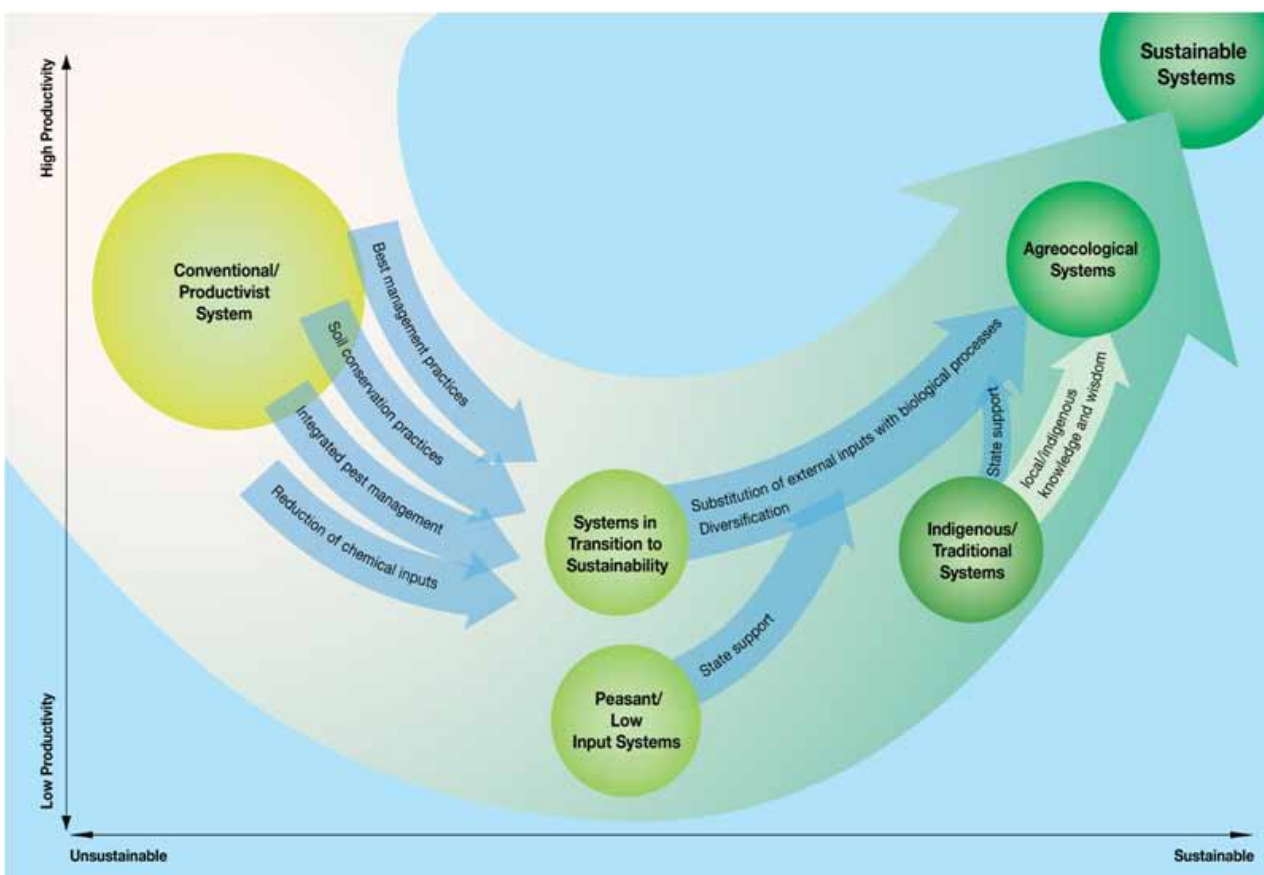 Sustainable
Systems
High Productivity
Conventional/
Productivist
System
Agreocological
Systems
Best management practices
Soil conservation practices
Integrated pest management
Reduction of chemical inputs
Systems in
Transition to
Sustainability
Substitution of external inputs with biological processes
Diversification
State support
local/indigenous
knowledge and wisdom
Indigenous/
Traditional
Systems
State support
Peasant/
Low
Input Systems
Low Productivity
Unsustainable
Sustainable